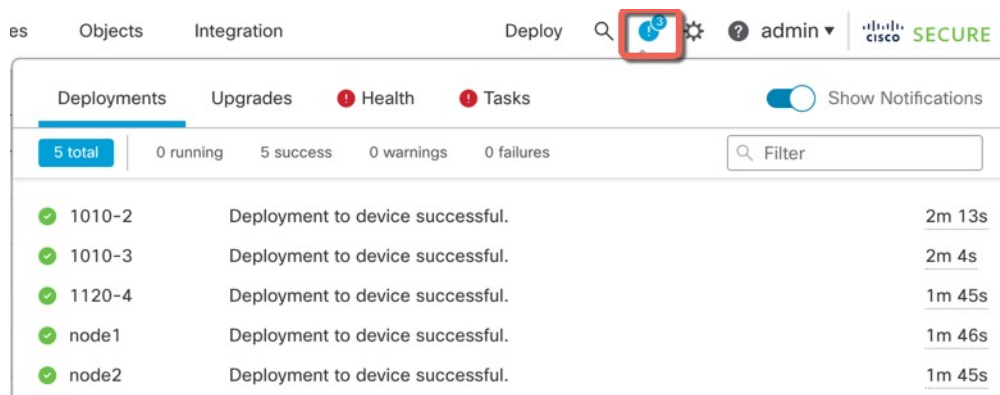 es Objects Integration Deploy 3 admin cisco SECURE
Deployments Upgrades Health Tasks Show Notifications
5 total 0 running 5 success 0 warnings 0 failures Filter
1010-2 Deployment to device successful. 2m 13s
1010-3 Deployment to device successful. 2m 4s
1120-4 Deployment to device successful. 1m 45s
node1 Deployment to device successful. 1m 46s
node2 Deployment to device successful. 1m 45s